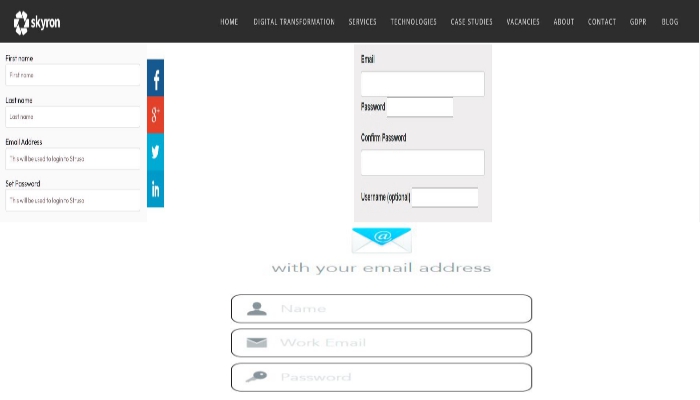 skyron
HOME DIGITAL TRANSFORMATION SERVICES TECHNOLOGIES CASE STUDIES VACANCIES ABOUT CONTACT GDPR BLOG
First name
First name
Last name
Last name
Email Address
This will be used to login to Struso
Set Password
This will be used to login to Struso
f
g+
in
Email
Password
Confirm Password
Username (optional)
@
with your email address
Name
Work Email
Password